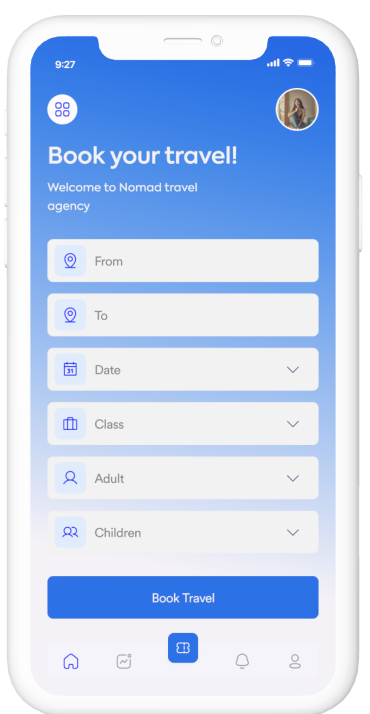 9:27
Book your travel!
Welcome to Nomad travel
agency
From
To
31
Date
Class
Adult
Children
Book Travel